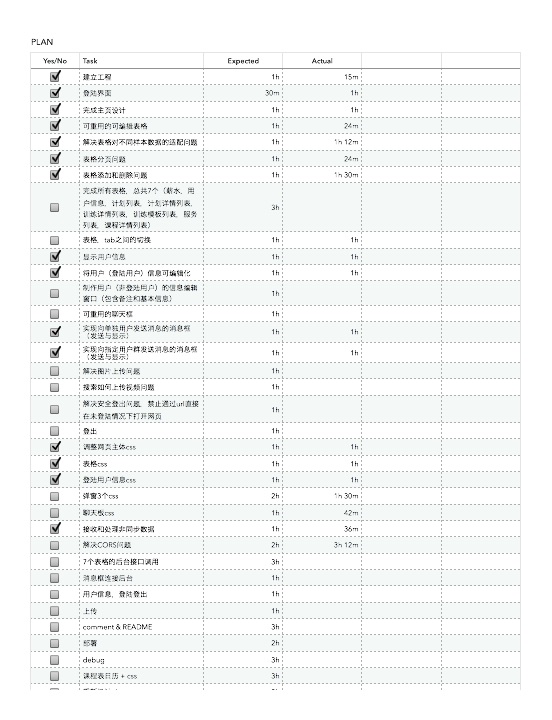 PLAN
Yes/No Task Expected Actual
建立工程 1h 15m
登陆界面 30m 1h
完成主页设计 1h 1h
可重用的可编辑表格 1h 24m
解决表格对不同样本数据的适配问题 1h 1h 12m
表格分页问题 1h 24m
表格添加和删除问题 1h 1h 30m
完成所有表格，总共7个（薪水，用
户信息，计划列表，计划详情列表，
训练详情列表，训练模板列表，服务
列表，课程详情列表） 3h
表格，tab之间的切换 1h 1h
显示用户信息 1h 1h
将用户（登陆用户）信息可编辑化 1h 1h
制作用户（非登陆用户）的信息编辑
窗口（包含备注和基本信息） 1h
可重用的聊天框 1h
实现向单独用户发送消息的消息框
（发送与显示） 1h 1h
实现向指定用户群发送消息的消息框
（发送与显示） 1h 1h
解决图片上传问题 1h
搜索如何上传视频问题 1h
解决安全登出问题，禁止通过url直接
在未登陆情况下打开网页 1h
登出 1h
调整网页主体css 1h 1h
表格css 1h 1h
登陆用户信息css 1h 1h
弹窗3个css 2h 1h 30m
聊天板css 1h 42m
接收和处理异同步数据 1h 36m
解决CORS问题 2h 3h 12m
7个表格的后台接口调用 3h
消息框连接后台 1h
用户信息，登陆登出 1h
上传 1h
comment & README 3h
部署 2h
debug 3h
课程表日历 + css 3h